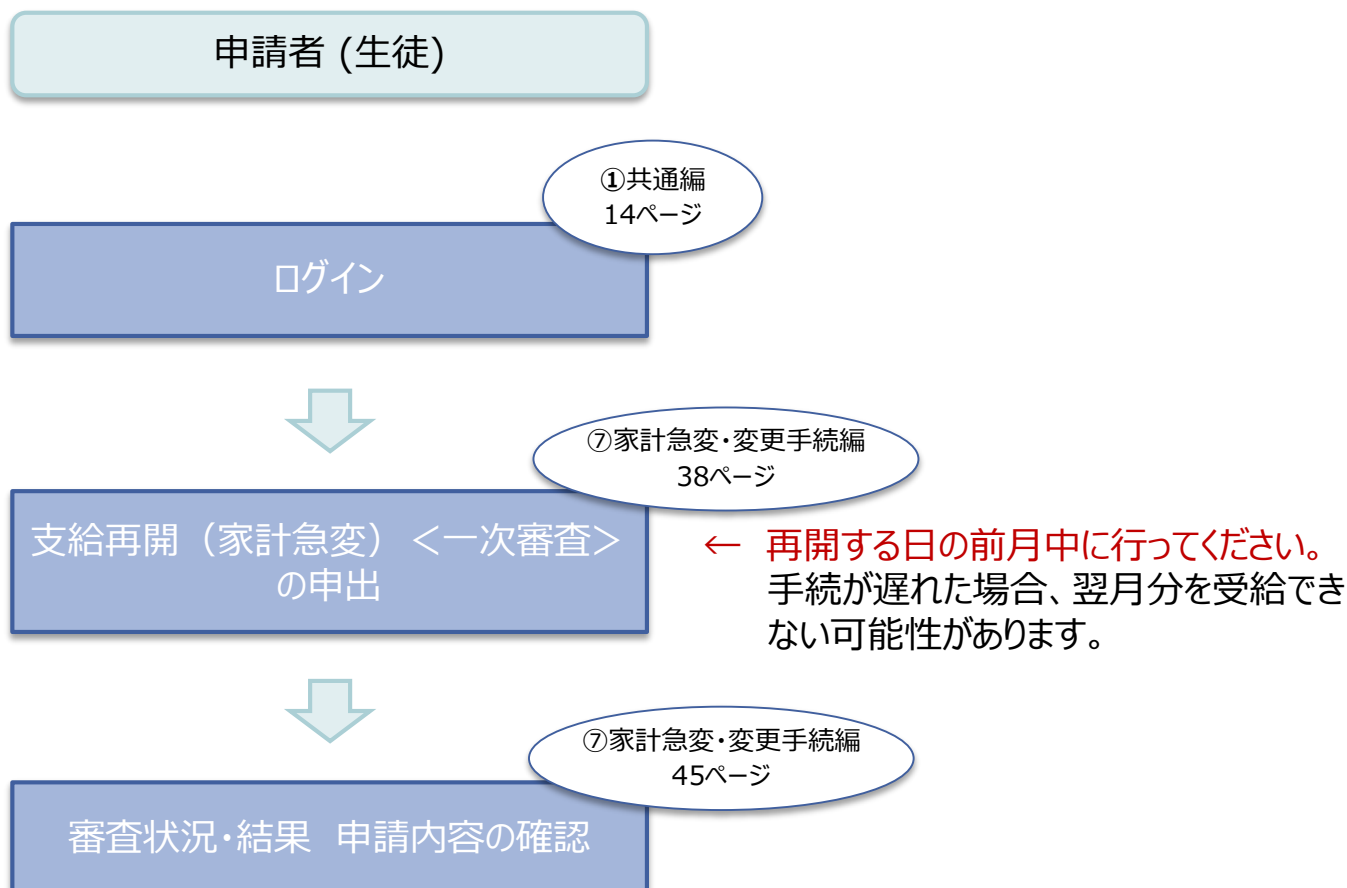 申請者 (生徒)
①共通編
14ページ
ログイン
⑦家計急変・変更手続編
38ページ
支給再開（家計急変）＜一次審査＞
の申出
← 再開する日の前月中に行ってください。
手続が遅れた場合、翌月分を受給でき
ない可能性があります。
⑦家計急変・変更手続編
45ページ
審査状況・結果 申請内容の確認